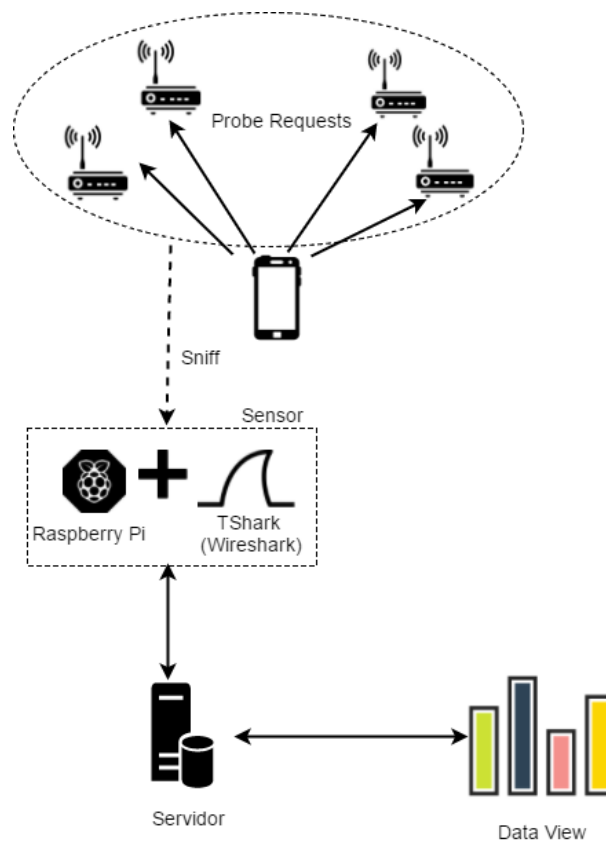 Probe Requests
Sniff
Sensor
Raspberry Pi
TShark
(Wireshark)
Servidor
Data View